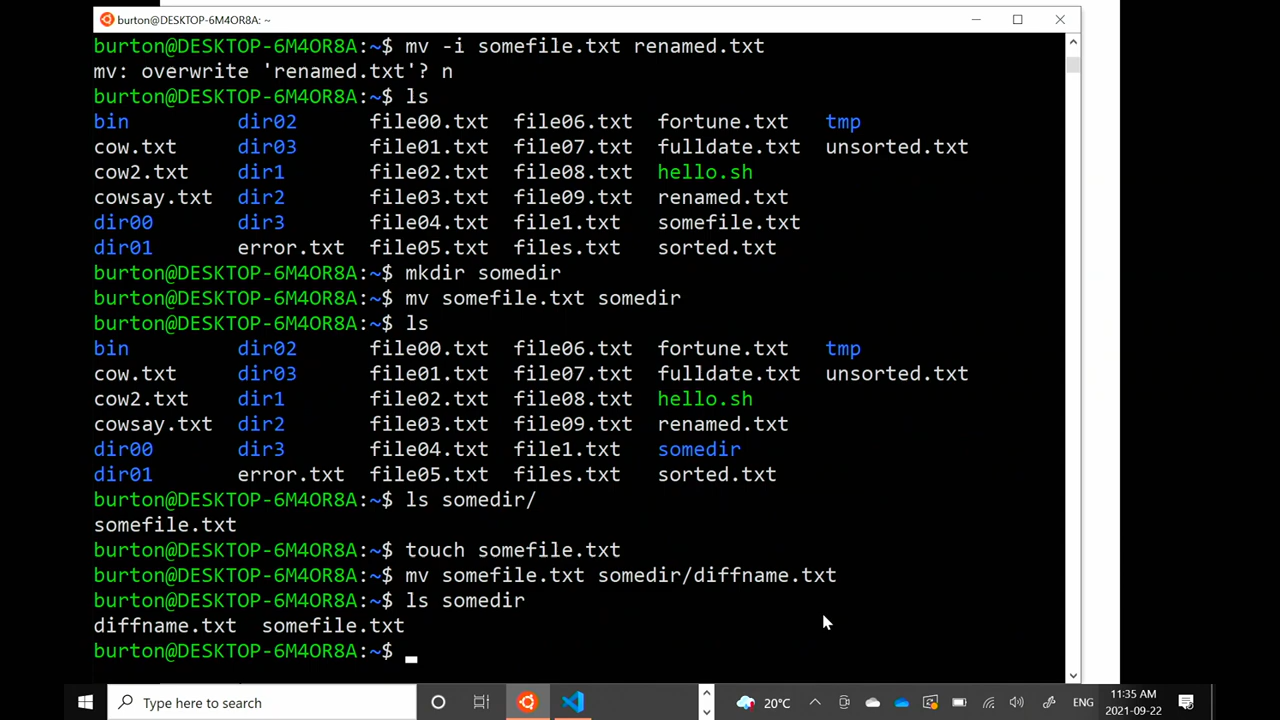 burton@DESKTOP-6M4OR8A: ~
burton@DESKTOP-6M4OR8A:~$ mv -i somefile.txt renamed.txt
mv: overwrite 'renamed.txt'? n
burton@DESKTOP-6M4OR8A:~$ ls
bin dir02 file00.txt file06.txt fortune.txt tmp
cow.txt dir03 file01.txt file07.txt fulldate.txt unsorted.txt
cow2.txt dir1 file02.txt file08.txt hello.sh
cowsay.txt dir2 file03.txt file09.txt renamed.txt
dir00 dir3 file04.txt file1.txt somefile.txt
dir01 error.txt file05.txt files.txt sorted.txt
burton@DESKTOP-6M4OR8A:~$ mkdir somedir
burton@DESKTOP-6M4OR8A:~$ mv somefile.txt somedir
burton@DESKTOP-6M4OR8A:~$ ls
bin dir02 file00.txt file06.txt fortune.txt tmp
cow.txt dir03 file01.txt file07.txt fulldate.txt unsorted.txt
cow2.txt dir1 file02.txt file08.txt hello.sh
cowsay.txt dir2 file03.txt file09.txt renamed.txt
dir00 dir3 file04.txt file1.txt somedir
dir01 error.txt file05.txt files.txt sorted.txt
burton@DESKTOP-6M4OR8A:~$ ls somedir/
somefile.txt
burton@DESKTOP-6M4OR8A:~$ touch somefile.txt
burton@DESKTOP-6M4OR8A:~$ mv somefile.txt somedir/diffname.txt
burton@DESKTOP-6M4OR8A:~$ ls somedir
diffname.txt somefile.txt
burton@DESKTOP-6M4OR8A:~$
Type here to search 20°C ENG 11:35 AM
2021-09-22